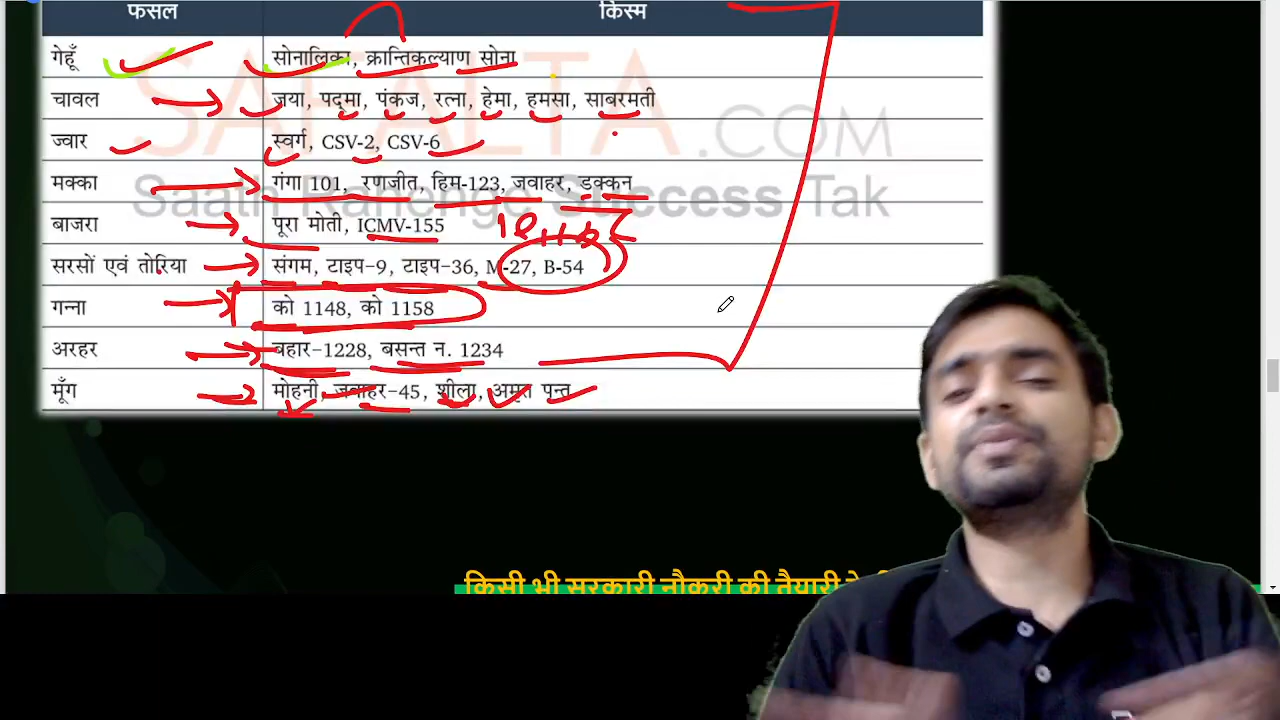 फसल किस्म
गेहूँ सोनालिका, क्रान्तिकल्याण सोना
चावल जया, पद्मा, पंकज, रत्ना, हेमा, हमसा, साबरमती
ज्वार स्वर्ग, CSV-2, CSV-6
मक्का गंगा 101, रणजीत, हिम-123, जवाहर, डक्कन
बाजरा पूरा मोती, ICMV-155
सरसों एवं तोरिया संगम, टाइप-9, टाइप-36, M-27, B-54
गन्ना को 1148, को 1158
अरहर बहार-1228, बसन्त न. 1234
मूँग मोहनी, जवाहर-45, शीला, अमृत पन्त
SAFALTA.COM
Saath Rahenge Success Tak
किसी भी सरकारी नौकरी की तैयारी